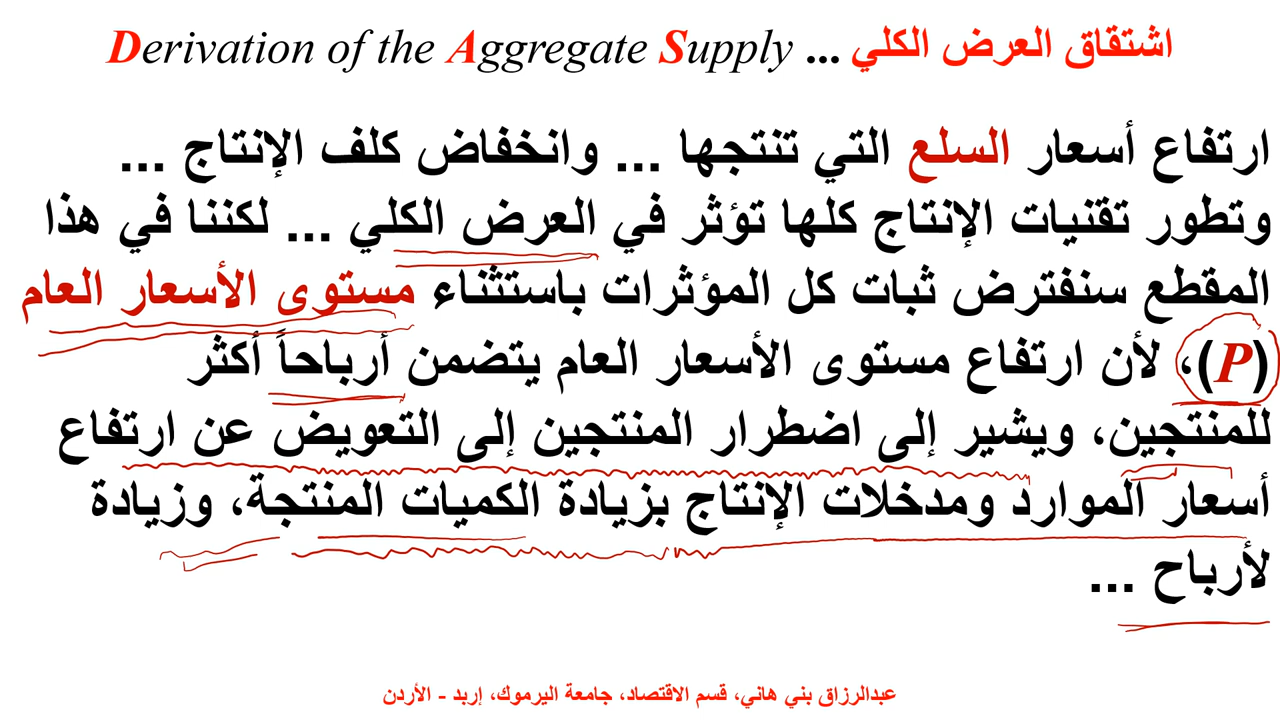 اشتقاق العرض الكلي ... Derivation of the Aggregate Supply
ارتفاع أسعار السلع التي تنتجها ... وانخفاض كلف الإنتاج ...
وتطور تقنيات الإنتاج كلها تؤثر في العرض الكلي ... لكننا في هذا
المقطع سنفترض ثبات كل المؤثرات باستثناء مستوى الأسعار العام
(P)، لأن ارتفاع مستوى الأسعار العام يتضمن أرباحاً أكثر
للمنتجين، ويشير إلى اضطرار المنتجين إلى التعويض عن ارتفاع
أسعار الموارد ومدخلات الإنتاج بزيادة الكميات المنتجة، وزيادة
لأرباح ...
عبدالرزاق بني هاني، قسم الاقتصاد، جامعة اليرموك، إربد - الأردن